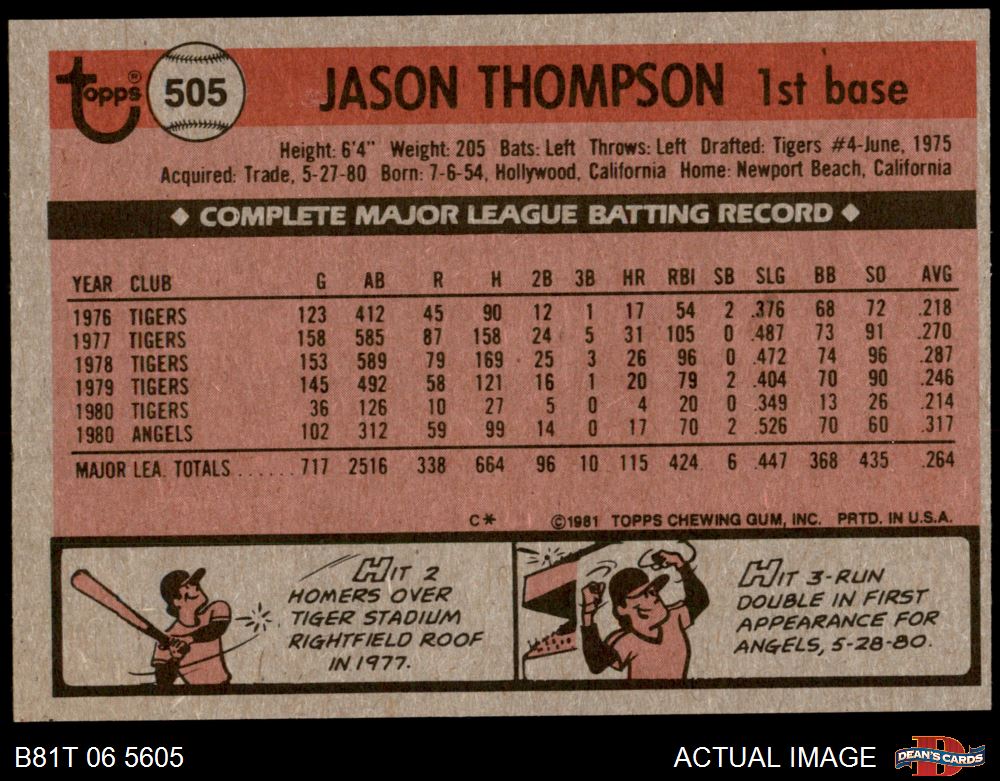 topps® 505 JASON THOMPSON 1st base
Height: 6'4" Weight: 205 Bats: Left Throws: Left Drafted: Tigers #4-June, 1975
Acquired: Trade, 5-27-80 Born: 7-6-54, Hollywood, California Home: Newport Beach, California
◆ COMPLETE MAJOR LEAGUE BATTING RECORD ◆
YEAR CLUB G AB R H 2B 3B HR RBI SB SLG BB SO AVG
1976 TIGERS 123 412 45 90 12 1 17 54 2 .376 68 72 .218
1977 TIGERS 158 585 87 158 24 5 31 105 0 .487 73 91 .270
1978 TIGERS 153 589 79 169 25 3 26 96 0 .472 74 96 .287
1979 TIGERS 145 492 58 121 16 1 20 79 2 .404 70 90 .246
1980 TIGERS 36 126 10 27 5 0 4 20 0 .349 13 26 .214
1980 ANGELS 102 312 59 99 14 0 17 70 2 .526 70 60 .317
MAJOR LEA. TOTALS ...... 717 2516 338 664 96 10 115 424 6 .447 368 435 .264
C* ©1981 TOPPS CHEWING GUM, INC. PRTD. IN U.S.A.
HIT 2
HOMERS OVER
TIGER STADIUM
RIGHTFIELD ROOF
IN 1977.
HIT 3-RUN
DOUBLE IN FIRST
APPEARANCE FOR
ANGELS, 5-28-80.
B81T 06 5605 ACTUAL IMAGE D DEAN'S CARDS